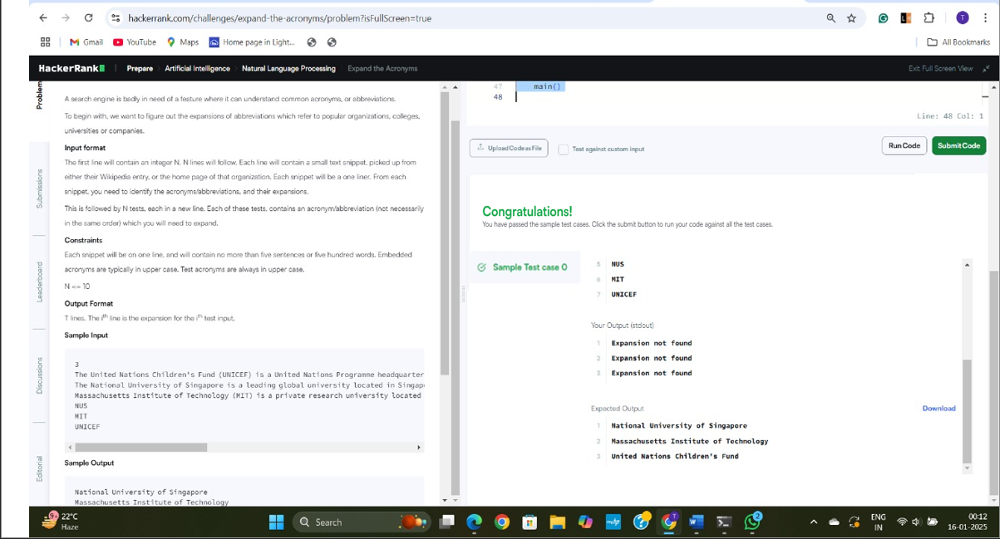 hackerrank.com/challenges/expand-the-acronyms/problem?isFullScreen=true
T
Gmail
YouTube
Maps
Home page in Light...
All Bookmarks
HackerRank
Prepare
Artificial Intelligence
Natural Language Processing
Expand the Acronyms
Exit Full Screen View
Problem
Submissions
Leaderboard
Discussions
Editorial
A search engine is badly in need of a feature where it can understand common acronyms, or abbreviations.
To begin with, we want to figure out the expansions of abbreviations which refer to popular organizations, colleges,
universities or companies.
Input format
The first line will contain an integer N. N lines will follow. Each line will contain a small text snippet, picked up from
either their Wikipedia entry, or the home page of that organization. Each snippet will be a one liner. From each
snippet, you need to identify the acronyms/abbreviations, and their expansions.
This is followed by N tests, each in a new line. Each of these tests, contains an acronym/abbreviation (not necessarily
in the same order) which you will need to expand.
Constraints
Each snippet will be on one line, and will contain no more than five sentences or five hundred words. Embedded
acronyms are typically in upper case. Test acronyms are always in upper case.
N <= 10
Output Format
T lines. The ith line is the expansion for the ith test input.
Sample Input
3
The United Nations Children's Fund (UNICEF) is a United Nations Programme headquarter
The National University of Singapore is a leading global university located in Singap
Massachusetts Institute of Technology (MIT) is a private research university located
NUS
MIT
UNICEF
Sample Output
National University of Singapore
Massachusetts Institute of Technology
47 main()
48
Line: 48 Col: 1
Upload Code as File
Test against custom input
Run Code
Submit Code
Congratulations!
You have passed the sample test cases. Click the submit button to run your code against all the test cases.
Sample Test case 0
5 NUS
6 MIT
7 UNICEF
Your Output (stdout)
1 Expansion not found
2 Expansion not found
3 Expansion not found
Expected Output
Download
1 National University of Singapore
2 Massachusetts Institute of Technology
3 United Nations Children's Fund
9+
22°C
Haze
Search
2
ENG
IN
00:12
16-01-2025